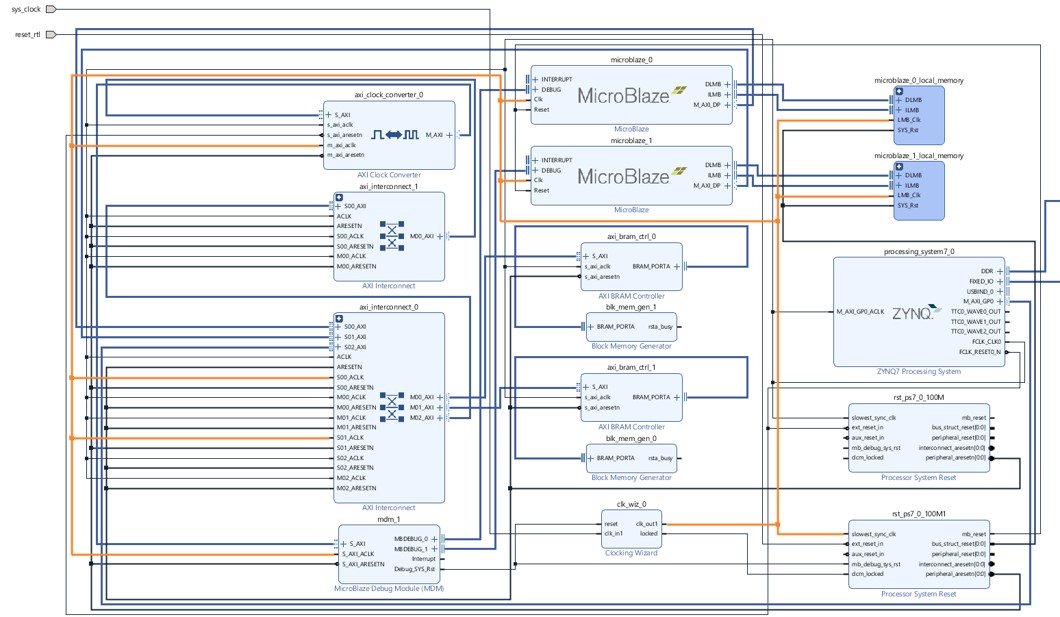 sys_clock
reset_rtl
axi_clock_converter_0
S_AXI
s_axi_aclk
s_axi_aresetn
m_axi_aclk
m_axi_aresetn
M_AXI
AXI Clock Converter
axi_interconnect_1
S00_AXI
ACLK
ARESETN
S00_ACLK
S00_ARESETN
M00_ACLK
M00_ARESETN
M00_AXI
AXI Interconnect
axi_interconnect_0
S00_AXI
S01_AXI
S02_AXI
ACLK
ARESETN
S00_ACLK
S00_ARESETN
M00_ACLK
M00_ARESETN
M01_ACLK
M01_ARESETN
S01_ACLK
S01_ARESETN
S02_ACLK
S02_ARESETN
M02_ACLK
M02_ARESETN
M00_AXI
M01_AXI
M02_AXI
AXI Interconnect
mdm_1
S_AXI
S_AXI_ACLK
S_AXI_ARESETN
MBDEBUG_0
MBDEBUG_1
Interrupt
Debug_SYS_Rst
MicroBlaze Debug Module (MDM)
microblaze_0
INTERRUPT
DEBUG
Clk
Reset
MicroBlaze
DLMB
ILMB
M_AXI_DP
MicroBlaze
microblaze_1
INTERRUPT
DEBUG
Clk
Reset
MicroBlaze
DLMB
ILMB
M_AXI_DP
MicroBlaze
axi_bram_ctrl_0
S_AXI
s_axi_aclk
s_axi_aresetn
BRAM_PORTA
AXI BRAM Controller
blk_mem_gen_1
BRAM_PORTA
rsta_busy
Block Memory Generator
axi_bram_ctrl_1
S_AXI
s_axi_aclk
s_axi_aresetn
BRAM_PORTA
AXI BRAM Controller
blk_mem_gen_0
BRAM_PORTA
rsta_busy
Block Memory Generator
clk_wiz_0
reset
clk_in1
clk_out1
locked
Clocking Wizard
microblaze_0_local_memory
DLMB
ILMB
LMB_Clk
SYS_Rst
microblaze_1_local_memory
DLMB
ILMB
LMB_Clk
SYS_Rst
processing_system7_0
M_AXI_GP0_ACLK
ZYNQ
DDR
FIXED_IO
USBIND_0
M_AXI_GP0
TTC0_WAVE0_OUT
TTC0_WAVE1_OUT
TTC0_WAVE2_OUT
FCLK_CLK0
FCLK_RESET0_N
ZYNQ7 Processing System
rst_ps7_0_100M
slowest_sync_clk
ext_reset_in
aux_reset_in
mb_debug_sys_rst
dcm_locked
mb_reset
bus_struct_reset[0:0]
peripheral_reset[0:0]
interconnect_aresetn[0:0]
peripheral_aresetn[0:0]
Processor System Reset
rst_ps7_0_100M1
slowest_sync_clk
ext_reset_in
aux_reset_in
mb_debug_sys_rst
dcm_locked
mb_reset
bus_struct_reset[0:0]
peripheral_reset[0:0]
interconnect_aresetn[0:0]
peripheral_aresetn[0:0]
Processor System Reset